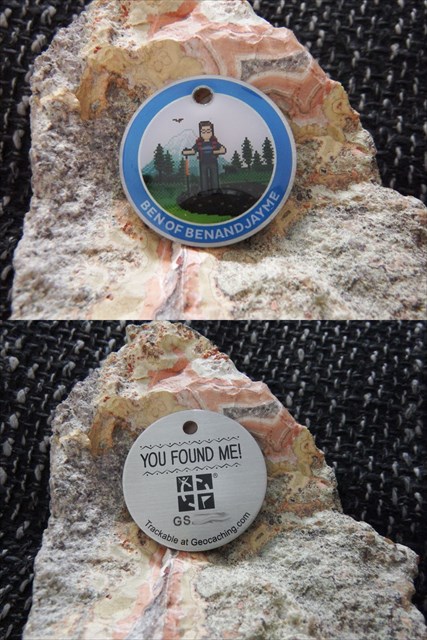 BEN OF BENANDJAYME
YOU FOUND ME!
®
GS
Trackable at Geocaching.com